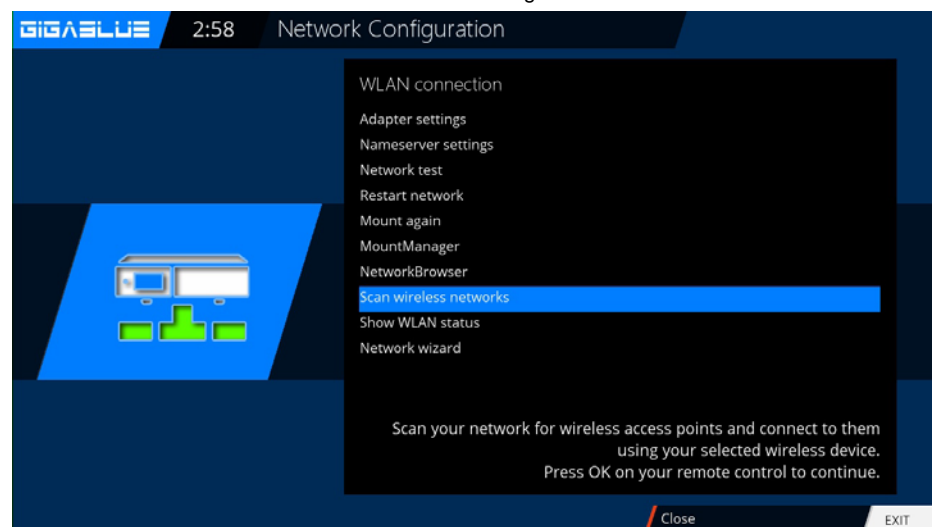 GIGABLUE
2:58
Network Configuration
WLAN connection
Adapter settings
Nameserver settings
Network test
Restart network
Mount again
MountManager
NetworkBrowser
Scan wireless networks
Show WLAN status
Network wizard
Scan your network for wireless access points and connect to them
using your selected wireless device.
Press OK on your remote control to continue.
Close
EXIT